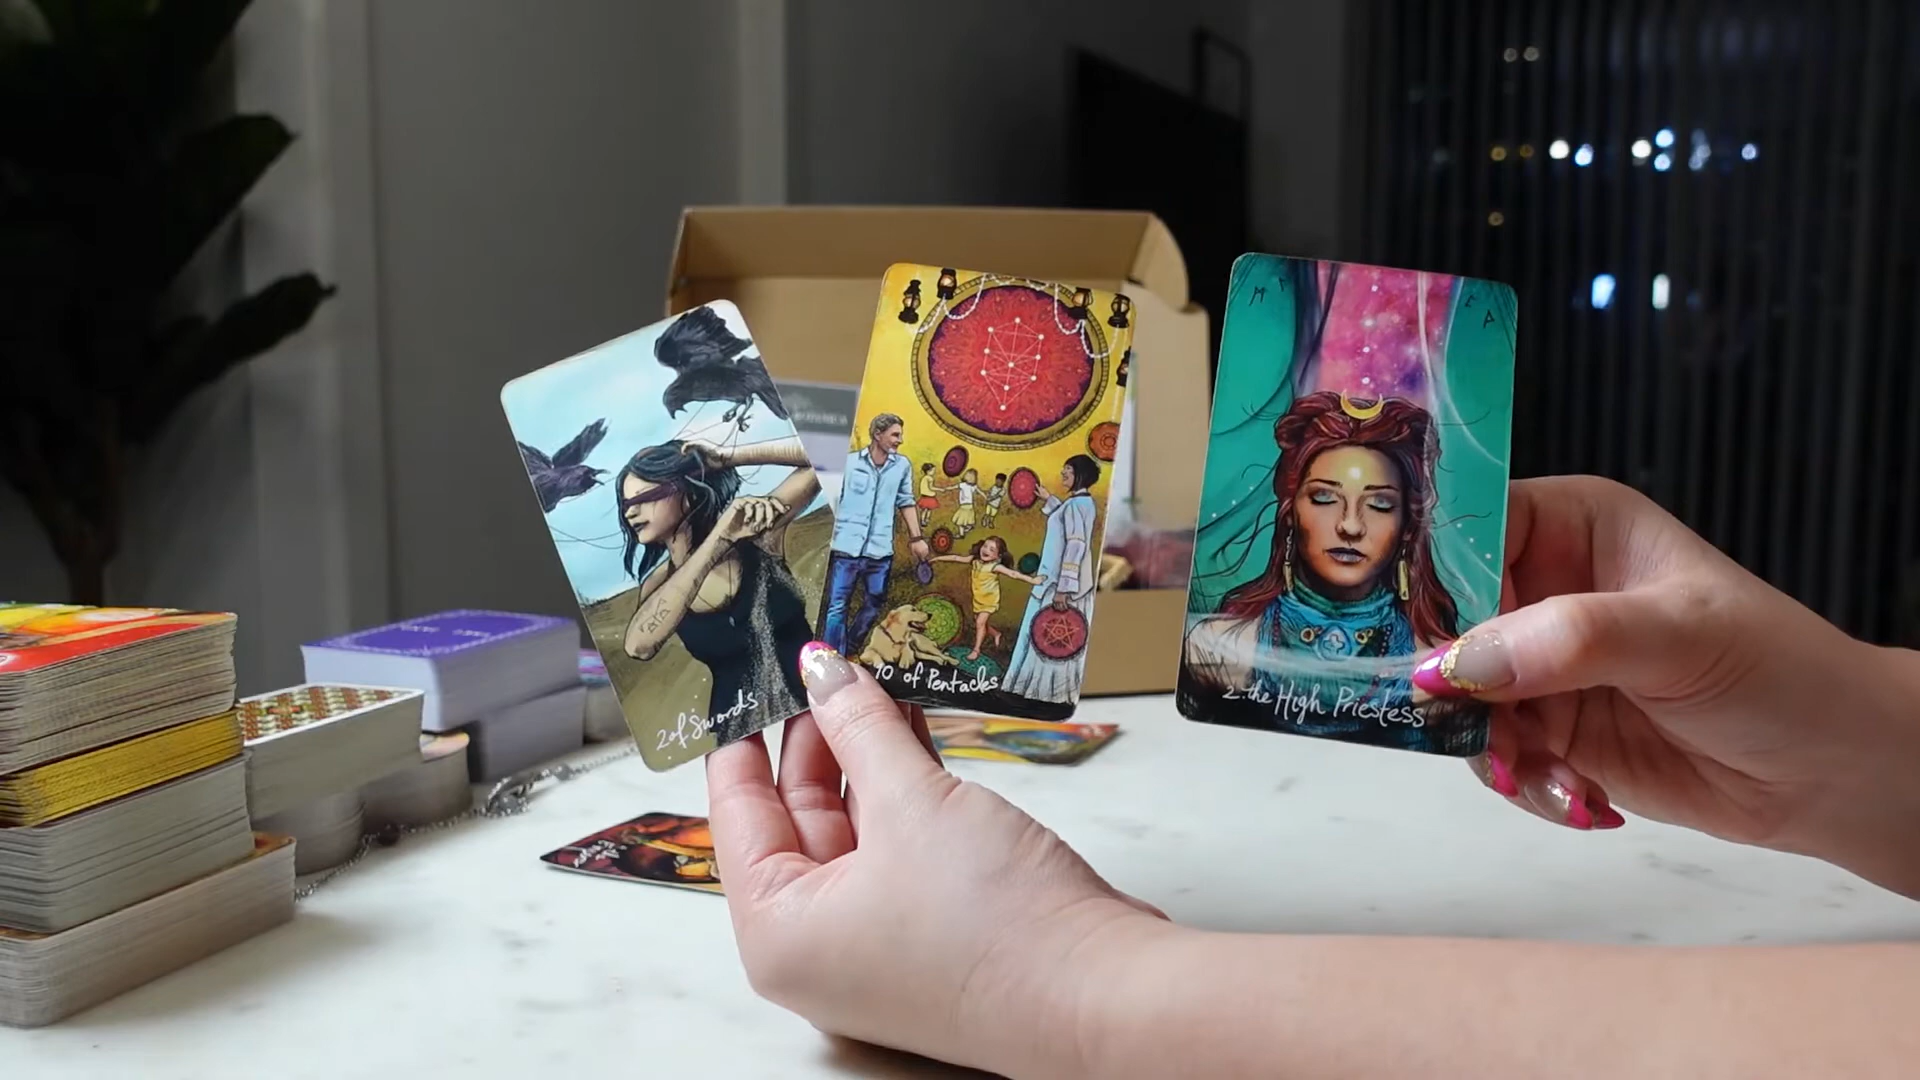 2 of Swords
10 of Pentacles
2. the High Priestess